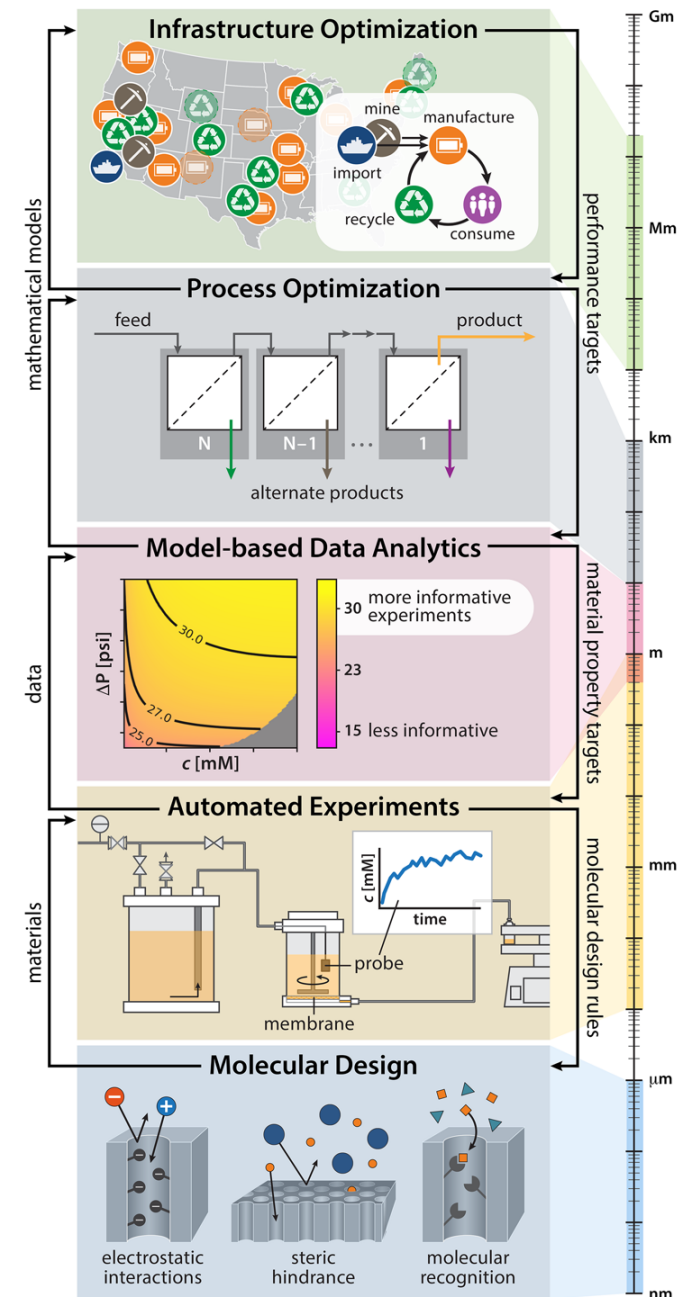 Infrastructure Optimization
mine
manufacture
import
recycle
consume
mathematical models
performance targets
Process Optimization
feed
product
N
N−1
...
1
alternate products
Model-based Data Analytics
30.0
27.0
25.0
ΔP [psi]
c [mM]
30
23
15
more informative
experiments
less informative
data
material property targets
Automated Experiments
c [mM]
time
probe
membrane
materials
molecular design rules
Molecular Design
−
+
electrostatic
interactions
steric
hindrance
molecular
recognition
Gm
Mm
km
m
mm
μm
nm